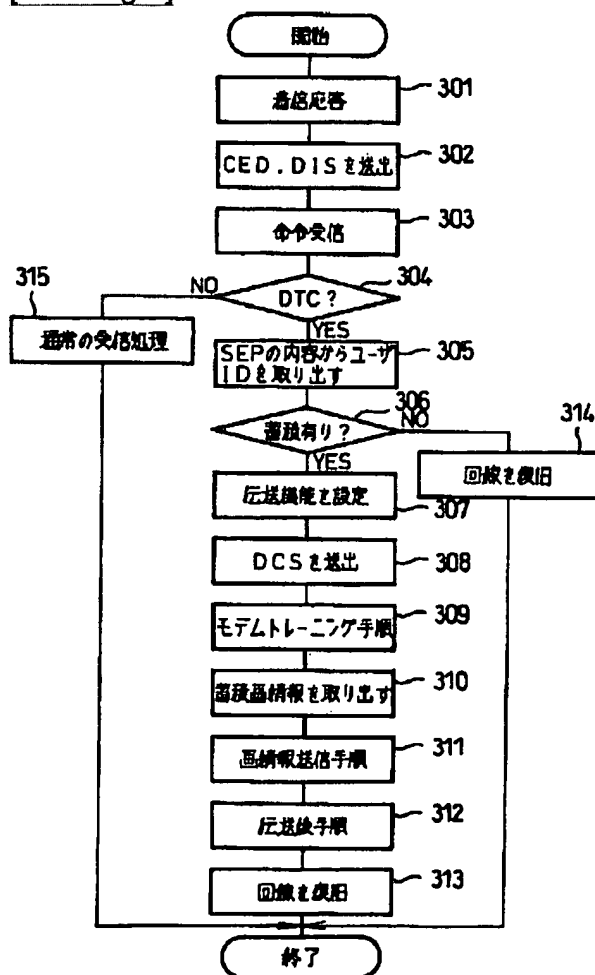 開始
着信応答
301
CED.DISを送出
302
命令受信
303
304
DTC?
NO
YES
315
通常の受信処理
SEPの内容からユーザ
IDを取り出す
305
306
蓄積有り?
NO
YES
314
回線を復旧
伝送機能を設定
307
DCSを送出
308
モデムトレーニング手順
309
蓄積画情報を取り出す
310
画情報送信手順
311
伝送後手順
312
回線を復旧
313
終了